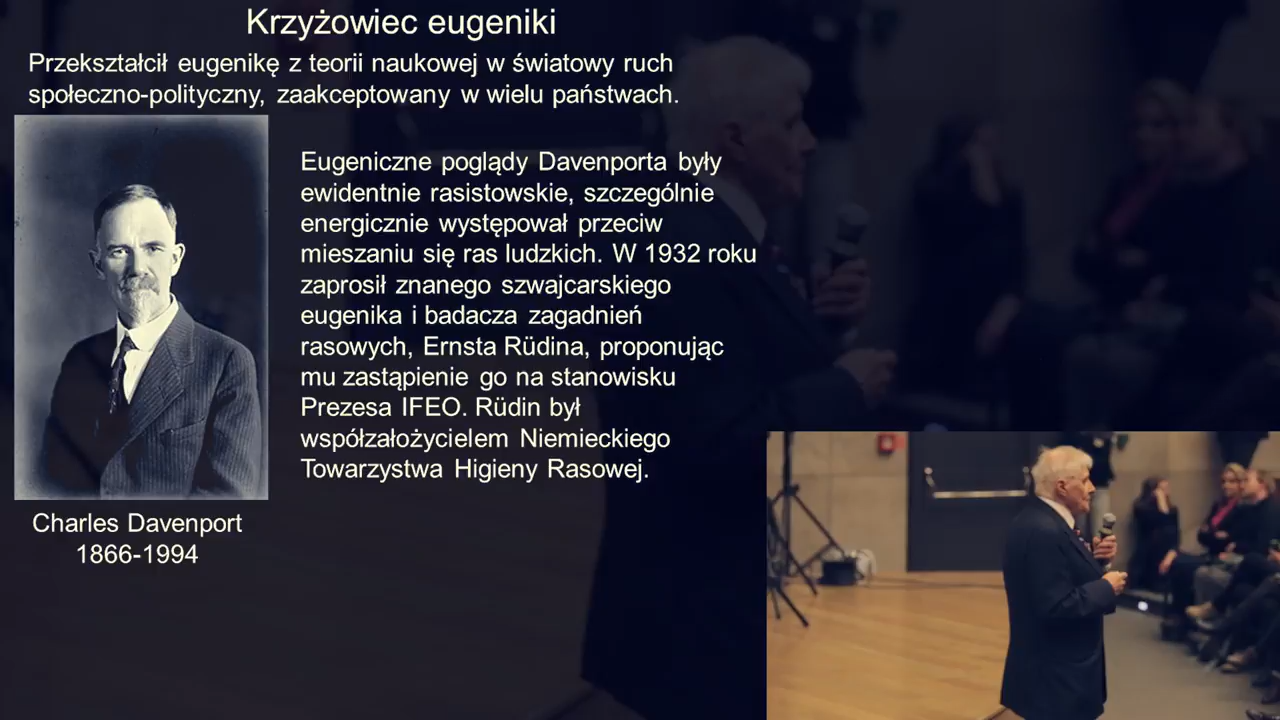 Krzyżowiec eugeniki
Przekształcił eugenikę z teorii naukowej w światowy ruch
społeczno-polityczny, zaakceptowany w wielu państwach.
Eugeniczne poglądy Davenporta były
ewidentnie rasistowskie, szczególnie
energicznie występował przeciw
mieszaniu się ras ludzkich. W 1932 roku
zaprosił znanego szwajcarskiego
eugenika i badacza zagadnień
rasowych, Ernsta Rüdina, proponując
mu zastąpienie go na stanowisku
Prezesa IFEO. Rüdin był
współzałożycielem Niemieckiego
Towarzystwa Higieny Rasowej.
Charles Davenport
1866-1994